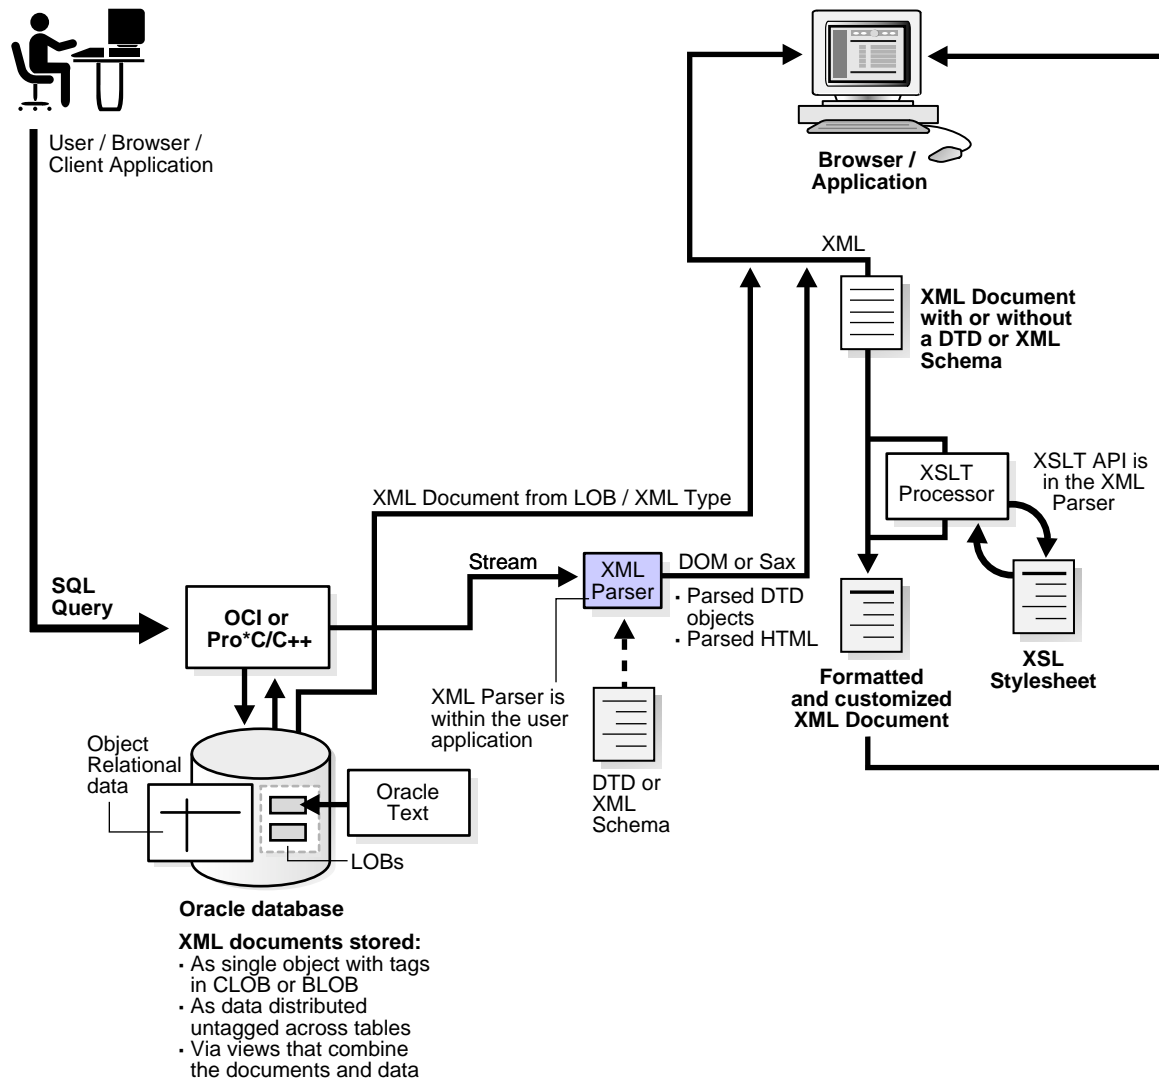 User / Browser /
Client Application
Browser /
Application
XML
XML Document
with or without
a DTD or XML
Schema
XSLT
Processor
XSLT API is
in the XML
Parser
XML Document from LOB / XML Type
Stream
XML
Parser
DOM or Sax
· Parsed DTD
objects
· Parsed HTML
SQL
Query
OCI or
Pro*C/C++
XSL
Stylesheet
Formatted
and customized
XML Document
XML Parser is
within the user
application
Object
Relational
data
Oracle
Text
DTD or
XML
Schema
LOBs
Oracle database
XML documents stored:
· As single object with tags
in CLOB or BLOB
· As data distributed
untagged across tables
· Via views that combine
the documents and data